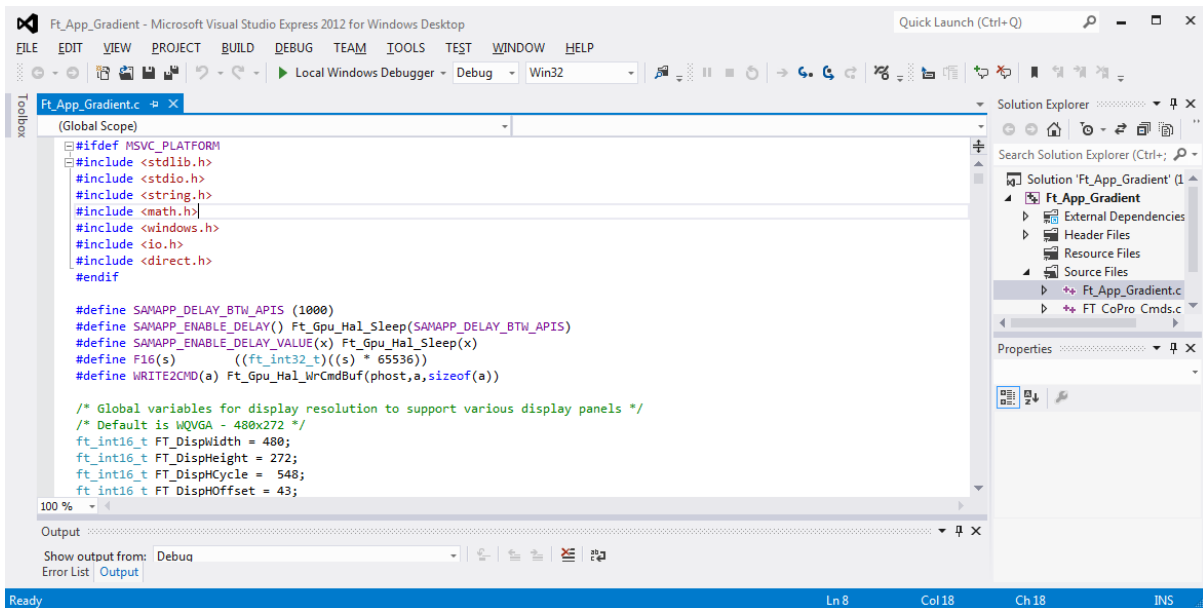 Ft_App_Gradient - Microsoft Visual Studio Express 2012 for Windows Desktop
Quick Launch (Ctrl+Q)
FILE EDIT VIEW PROJECT BUILD DEBUG TEAM TOOLS TEST WINDOW HELP
Local Windows Debugger Debug Win32
Toolbox
Ft_App_Gradient.c
(Global Scope)
#ifdef MSVC_PLATFORM
#include <stdlib.h>
#include <stdio.h>
#include <string.h>
#include <math.h>
#include <windows.h>
#include <io.h>
#include <direct.h>
#endif
#define SAMAPP_DELAY_BTW_APIS (1000)
#define SAMAPP_ENABLE_DELAY() Ft_Gpu_Hal_Sleep(SAMAPP_DELAY_BTW_APIS)
#define SAMAPP_ENABLE_DELAY_VALUE(x) Ft_Gpu_Hal_Sleep(x)
#define F16(s) ((ft_int32_t)((s) * 65536))
#define WRITE2CMD(a) Ft_Gpu_Hal_WrCmdBuf(phost,a,sizeof(a))
/* Global variables for display resolution to support various display panels */
/* Default is WQVGA - 480x272 */
ft_int16_t FT_DispWidth = 480;
ft_int16_t FT_DispHeight = 272;
ft_int16_t FT_DispHCycle = 548;
ft_int16_t FT_DispHOffset = 43;
100 %
Solution Explorer
Search Solution Explorer (Ctrl+;
Solution 'Ft_App_Gradient' (1
Ft_App_Gradient
External Dependencies
Header Files
Resource Files
Source Files
Ft_App_Gradient.c
FT_CoPro_Cmds.c
Properties
Output
Show output from: Debug
Error List Output
Ready Ln 8 Col 18 Ch 18 INS